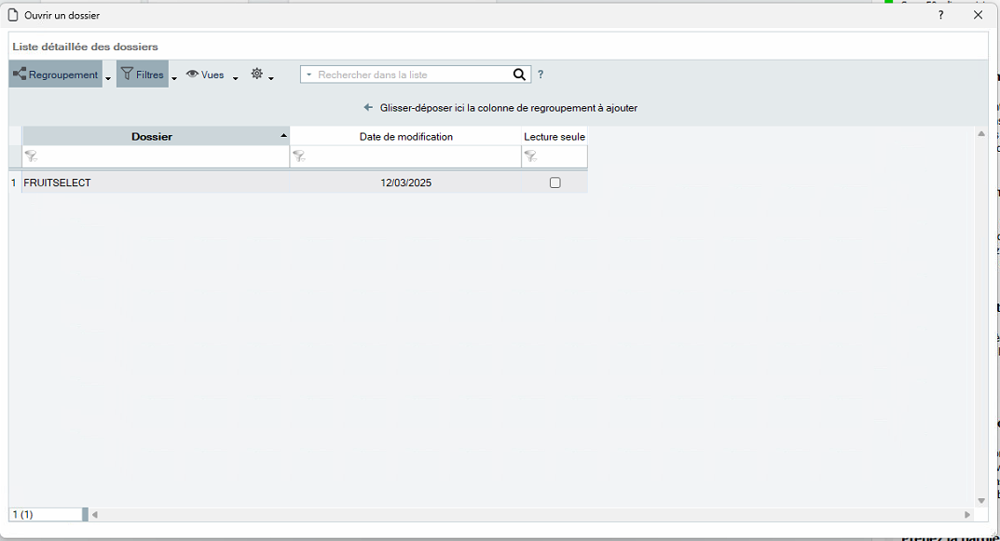 Ouvrir un dossier
?
Liste détaillée des dossiers
Regroupement Filtres Vues Rechercher dans la liste ?
Glisser-déposer ici la colonne de regroupement à ajouter
Dossier Date de modification Lecture seule
1 FRUITSELECT 12/03/2025
1 (1)